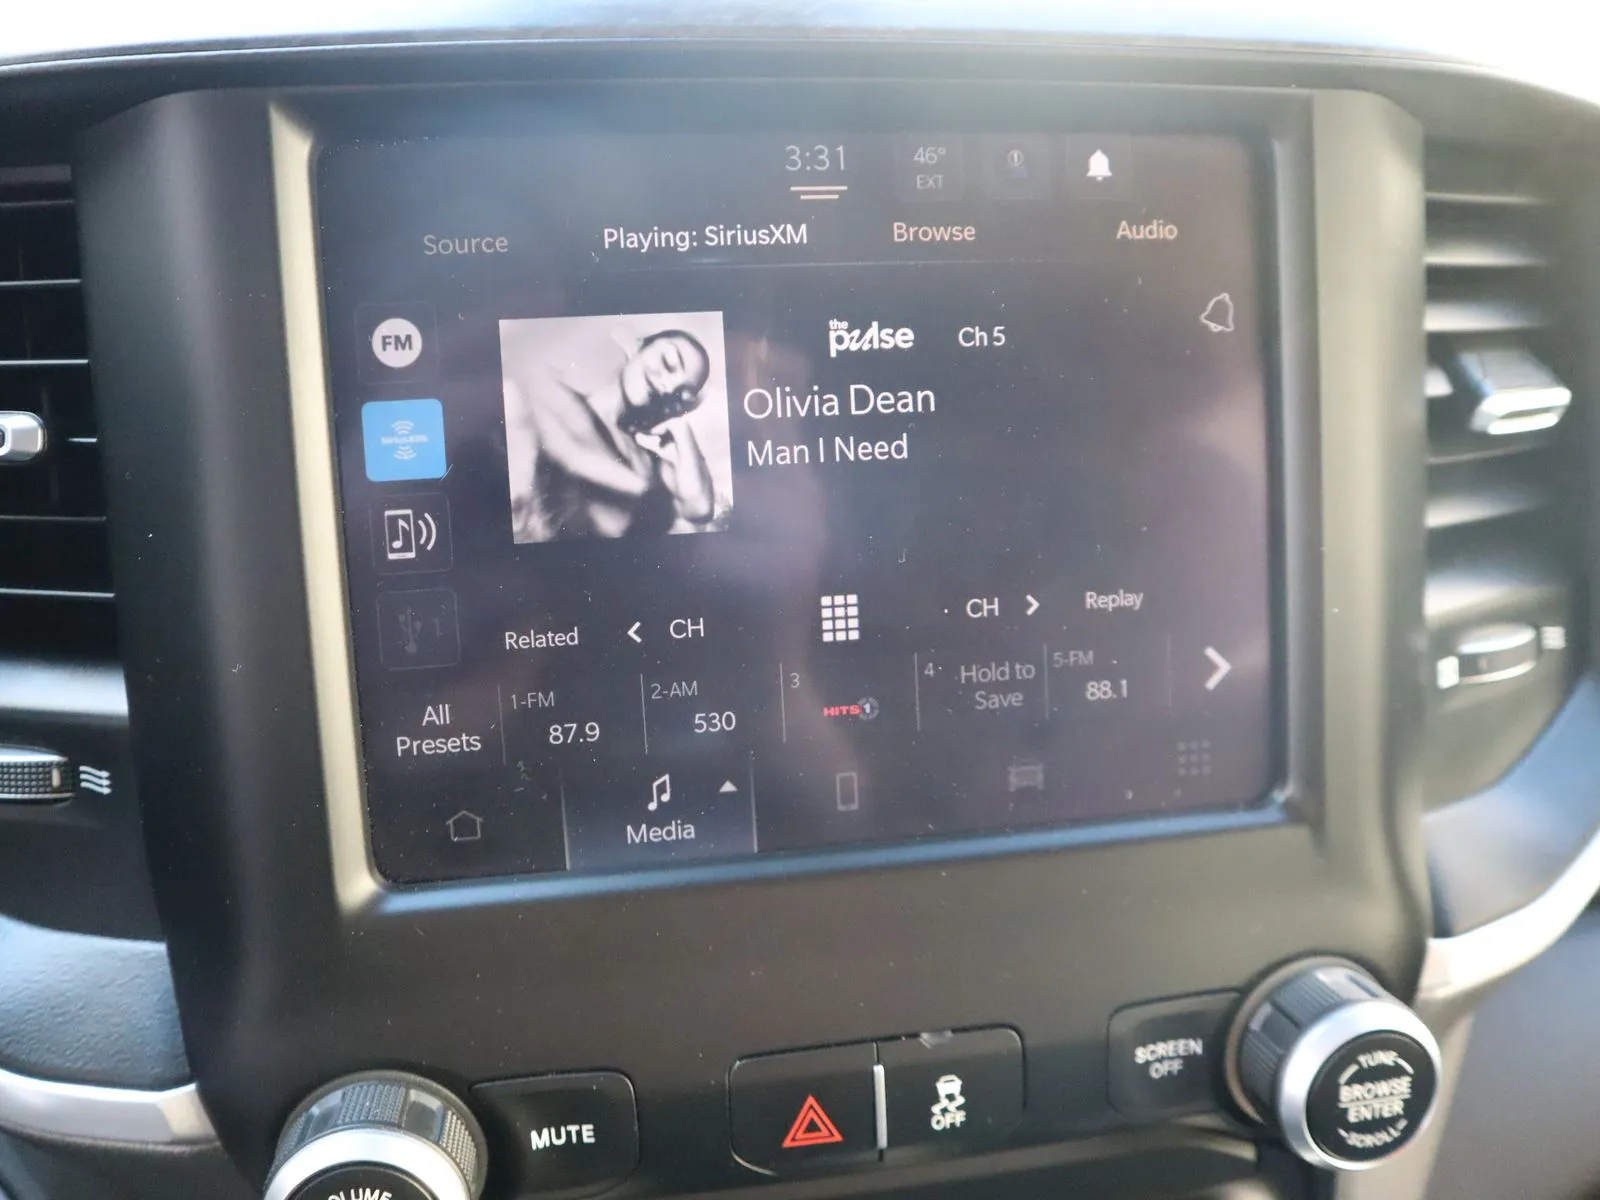 3:31
46°
EXT
Source
Playing: SiriusXM
Browse
Audio
FM
the
pulse
Ch 5
Olivia Dean
Man I Need
1
Related
CH
CH
Replay
All
Presets
1-FM
87.9
2-AM
530
3
HITS 1
4
Hold to
Save
5-FM
88.1
Media
MUTE
OFF
SCREEN
OFF
TUNE
BROWSE
ENTER
SCROLL
VOLUME